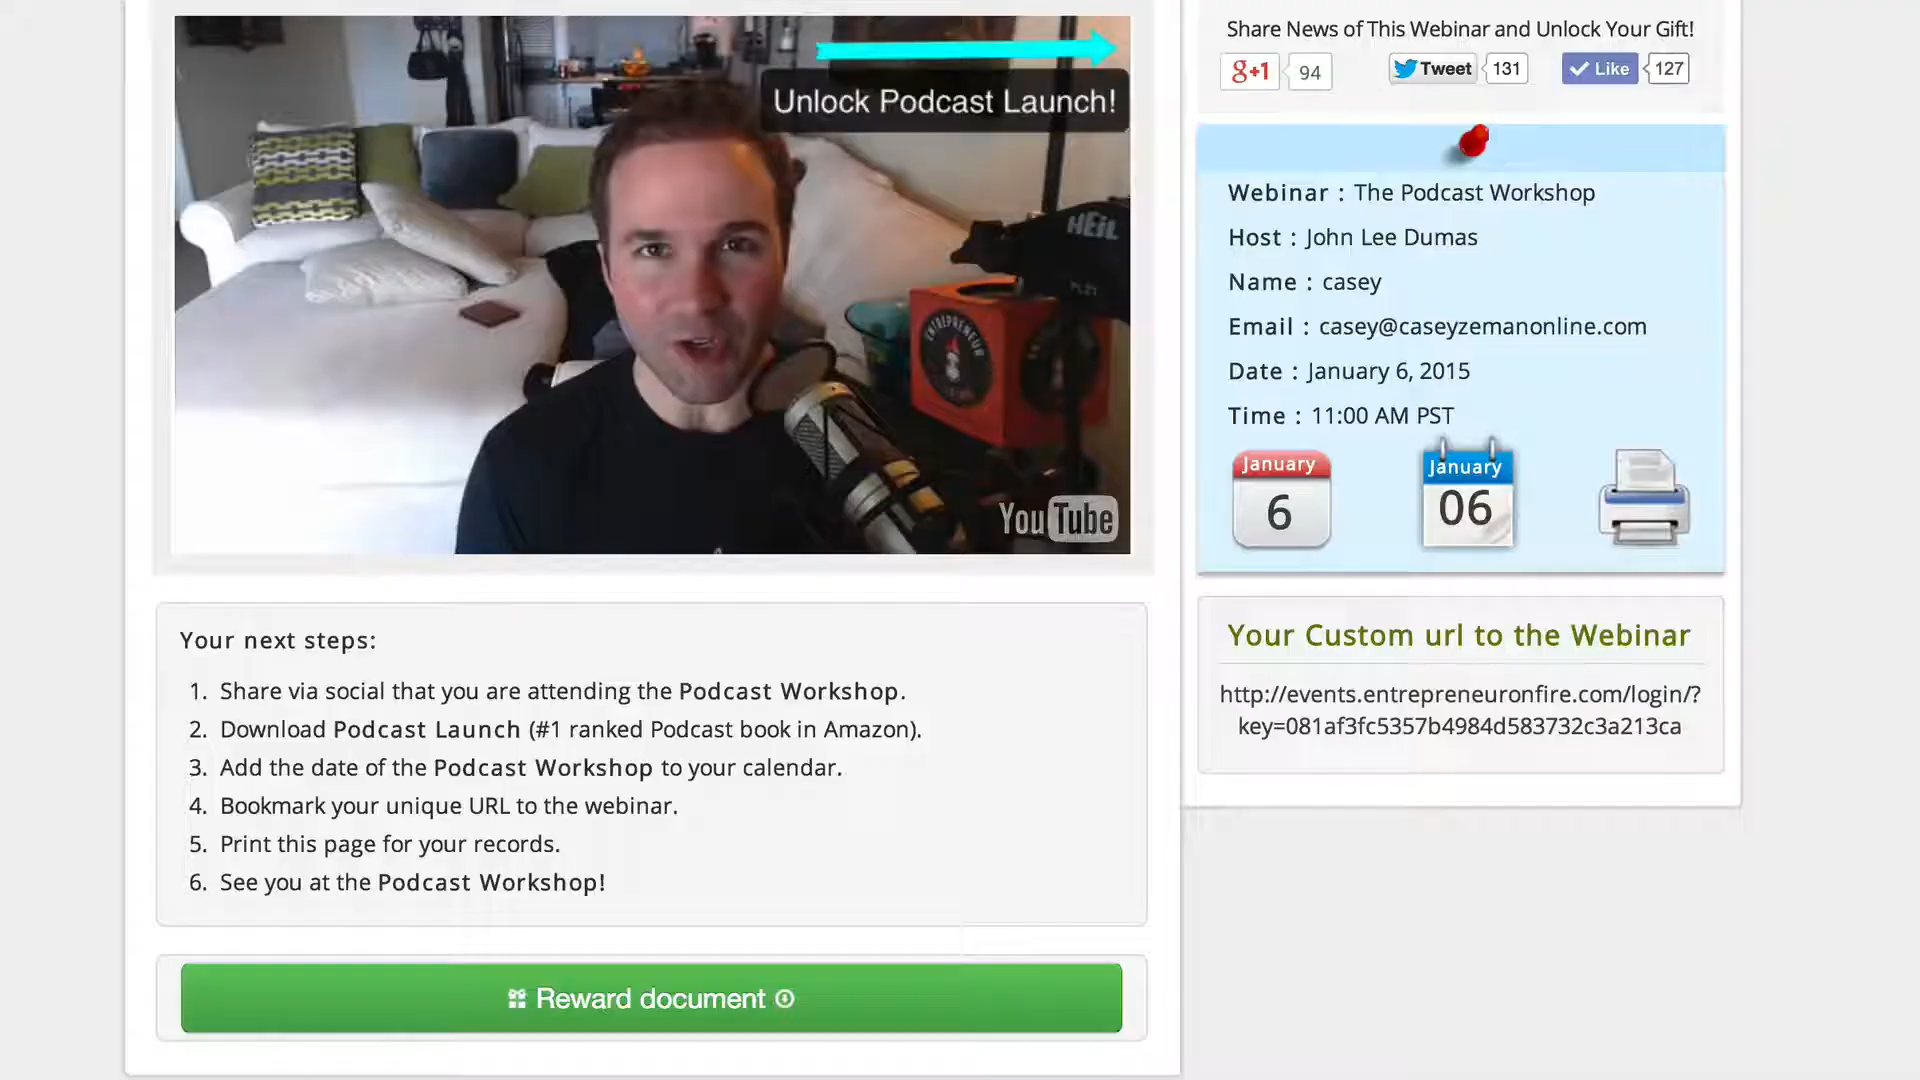 Unlock Podcast Launch!
HEiL
PL21
ENTREPRENEUR
YouTube
Share News of This Webinar and Unlock Your Gift!
g+1 94 Tweet 131 Like 127
Webinar : The Podcast Workshop
Host : John Lee Dumas
Name : casey
Email : casey@caseyzemanonline.com
Date : January 6, 2015
Time : 11:00 AM PST
January January
6 06
Your next steps:
1. Share via social that you are attending the Podcast Workshop.
2. Download Podcast Launch (#1 ranked Podcast book in Amazon).
3. Add the date of the Podcast Workshop to your calendar.
4. Bookmark your unique URL to the webinar.
5. Print this page for your records.
6. See you at the Podcast Workshop!
Reward document
Your Custom url to the Webinar
http://events.entrepreneuronfire.com/login/?
key=081af3fc5357b4984d583732c3a213ca